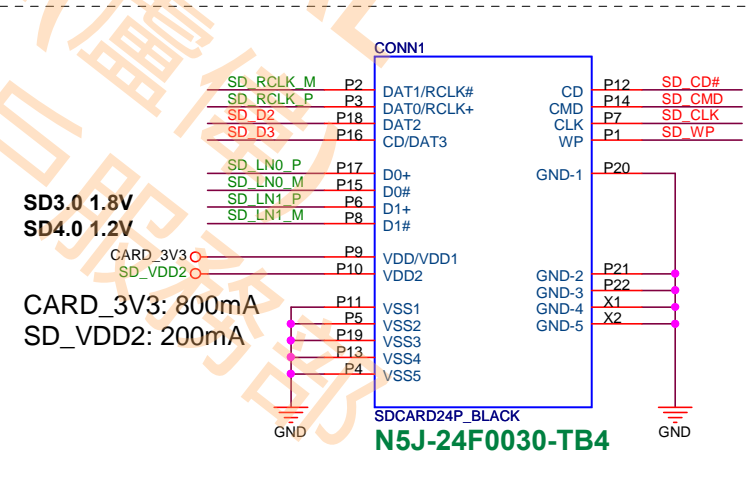 CONN1
SD_RCLK_M P2 DAT1/RCLK# CD P12 SD_CD#
SD_RCLK_P P3 DAT0/RCLK+ CMD P14 SD_CMD
SD_D2 P18 DAT2 CLK P7 SD_CLK
SD_D3 P16 CD/DAT3 WP P1 SD_WP
SD_LN0_P P17 D0+ GND-1 P20
SD_LN0_M P15 D0#
SD_LN1_P P6 D1+
SD_LN1_M P8 D1#
SD3.0 1.8V
SD4.0 1.2V
CARD_3V3 P9 VDD/VDD1
SD_VDD2 P10 VDD2 GND-2 P21
GND-3 P22
CARD_3V3: 800mA
SD_VDD2: 200mA
P11 VSS1 GND-4 X1
P5 VSS2 GND-5 X2
P19 VSS3
P13 VSS4
P4 VSS5
GND
SDCARD24P_BLACK
N5J-24F0030-TB4
GND
服務部